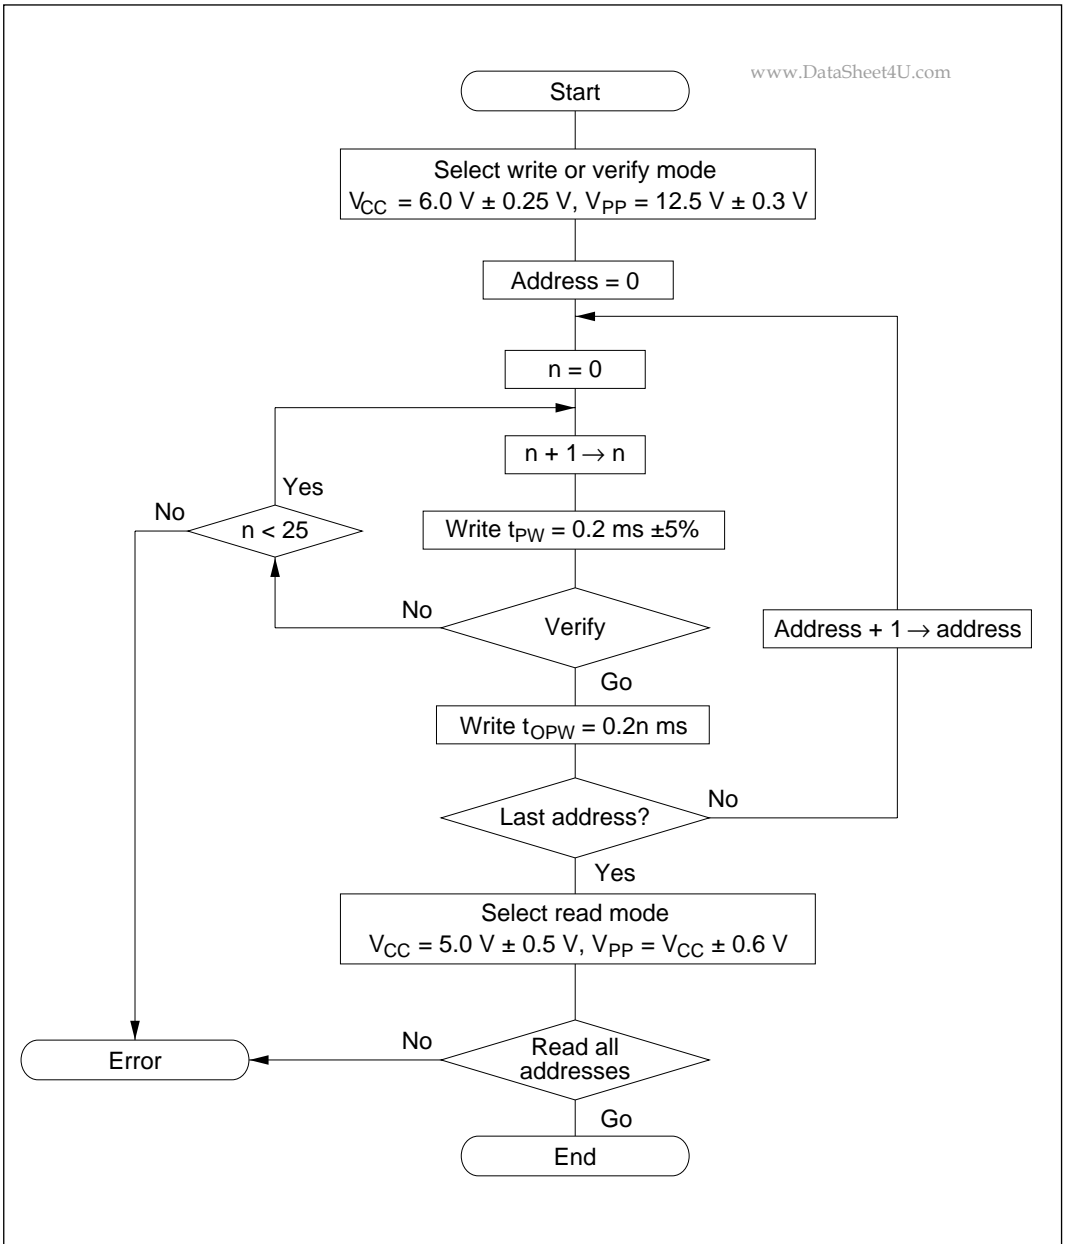 www.DataSheet4U.com
Start
Select write or verify mode
VCC = 6.0 V ± 0.25 V, VPP = 12.5 V ± 0.3 V
Address = 0
n = 0
n + 1 → n
Yes
No
n < 25
Write tPW = 0.2 ms ±5%
No
Verify
Address + 1 → address
Go
Write tOPW = 0.2n ms
Last address?
No
Yes
Select read mode
VCC = 5.0 V ± 0.5 V, VPP = VCC ± 0.6 V
Error
No
Read all
addresses
Go
End